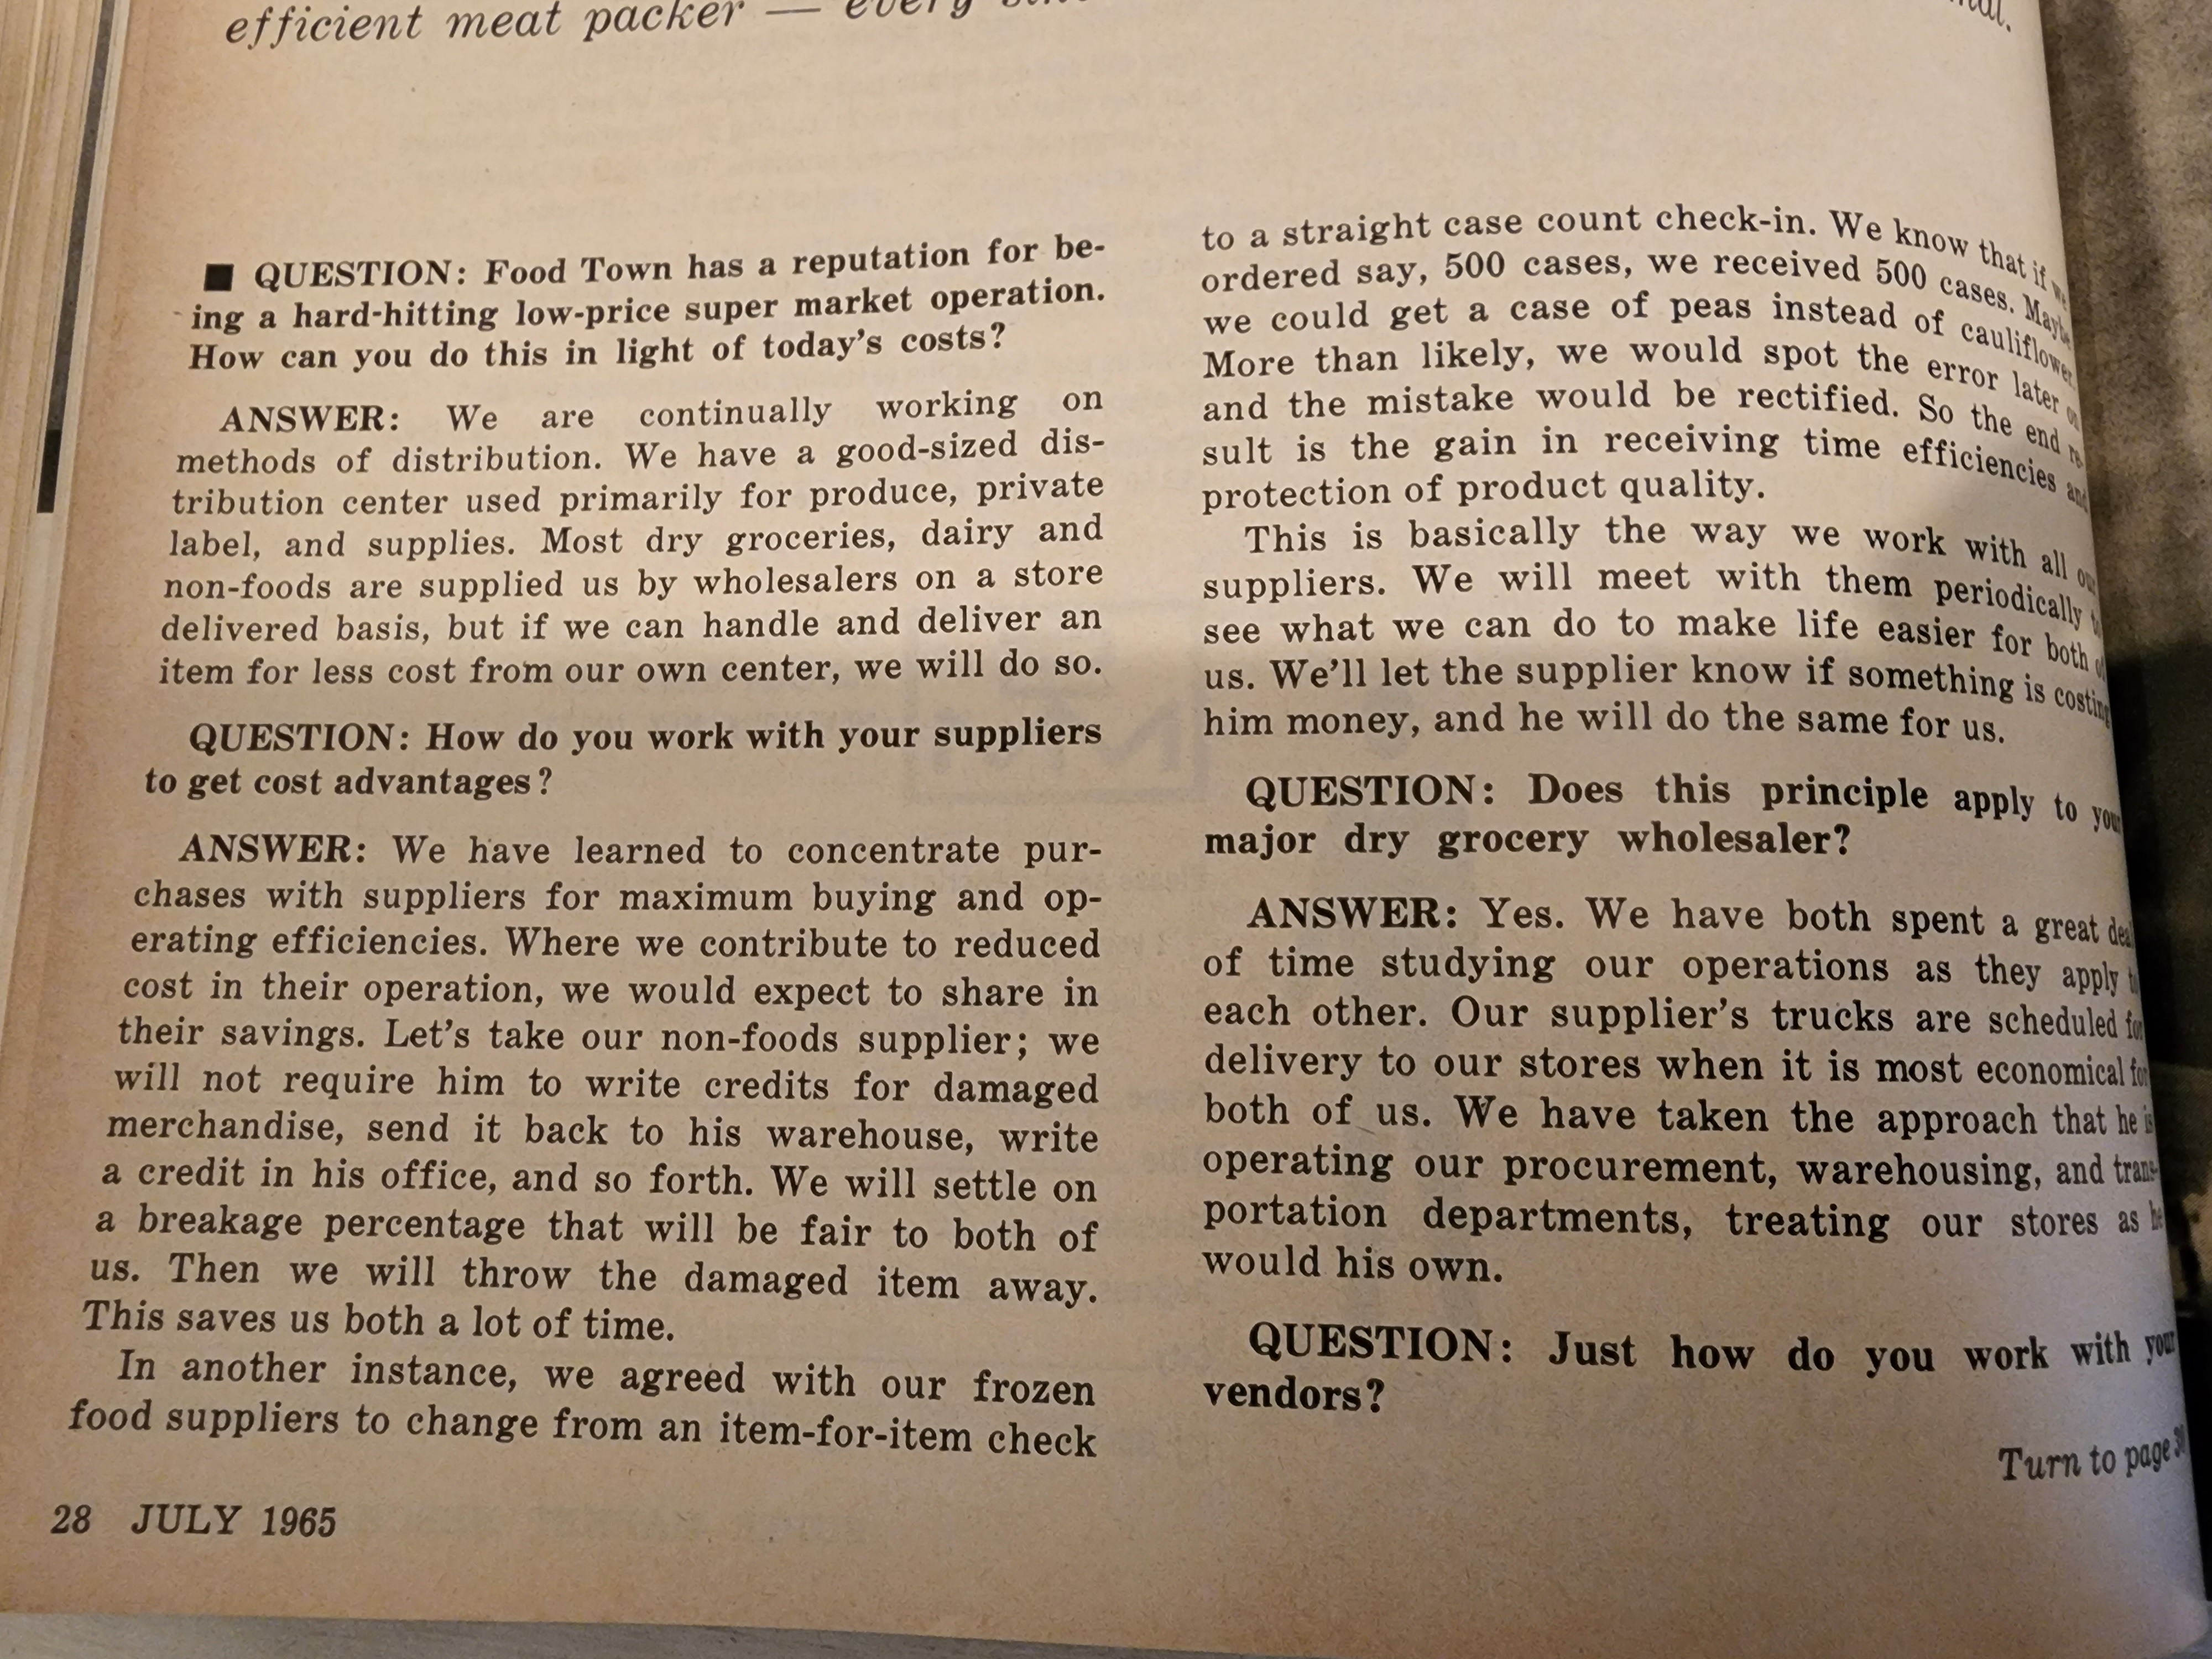 efficient meat packer — every
■ QUESTION: Food Town has a reputation for be-
ing a hard-hitting low-price super market operation.
How can you do this in light of today's costs?
ANSWER: We are continually working on
methods of distribution. We have a good-sized dis-
tribution center used primarily for produce, private
label, and supplies. Most dry groceries, dairy and
non-foods are supplied us by wholesalers on a store
delivered basis, but if we can handle and deliver an
item for less cost from our own center, we will do so.
QUESTION: How do you work with your suppliers
to get cost advantages?
ANSWER: We have learned to concentrate pur-
chases with suppliers for maximum buying and op-
erating efficiencies. Where we contribute to reduced
cost in their operation, we would expect to share in
their savings. Let's take our non-foods supplier; we
will not require him to write credits for damaged
merchandise, send it back to his warehouse, write
a credit in his office, and so forth. We will settle on
a breakage percentage that will be fair to both of
us. Then we will throw the damaged item away.
This saves us both a lot of time.
In another instance, we agreed with our frozen
food suppliers to change from an item-for-item check
28 JULY 1965
to a straight case count check-in. We know that if we
ordered say, 500 cases, we received 500 cases. Maybe
we could get a case of peas instead of cauliflower.
More than likely, we would spot the error later on
and the mistake would be rectified. So the end re-
sult is the gain in receiving time efficiencies and
protection of product quality.
This is basically the way we work with all our
suppliers. We will meet with them periodically to
see what we can do to make life easier for both of
us. We'll let the supplier know if something is costing
him money, and he will do the same for us.
QUESTION: Does this principle apply to your
major dry grocery wholesaler?
ANSWER: Yes. We have both spent a great deal
of time studying our operations as they apply to
each other. Our supplier's trucks are scheduled for
delivery to our stores when it is most economical for
both of us. We have taken the approach that he is
operating our procurement, warehousing, and trans-
portation departments, treating our stores as he
would his own.
QUESTION: Just how do you work with your
vendors?
Turn to page